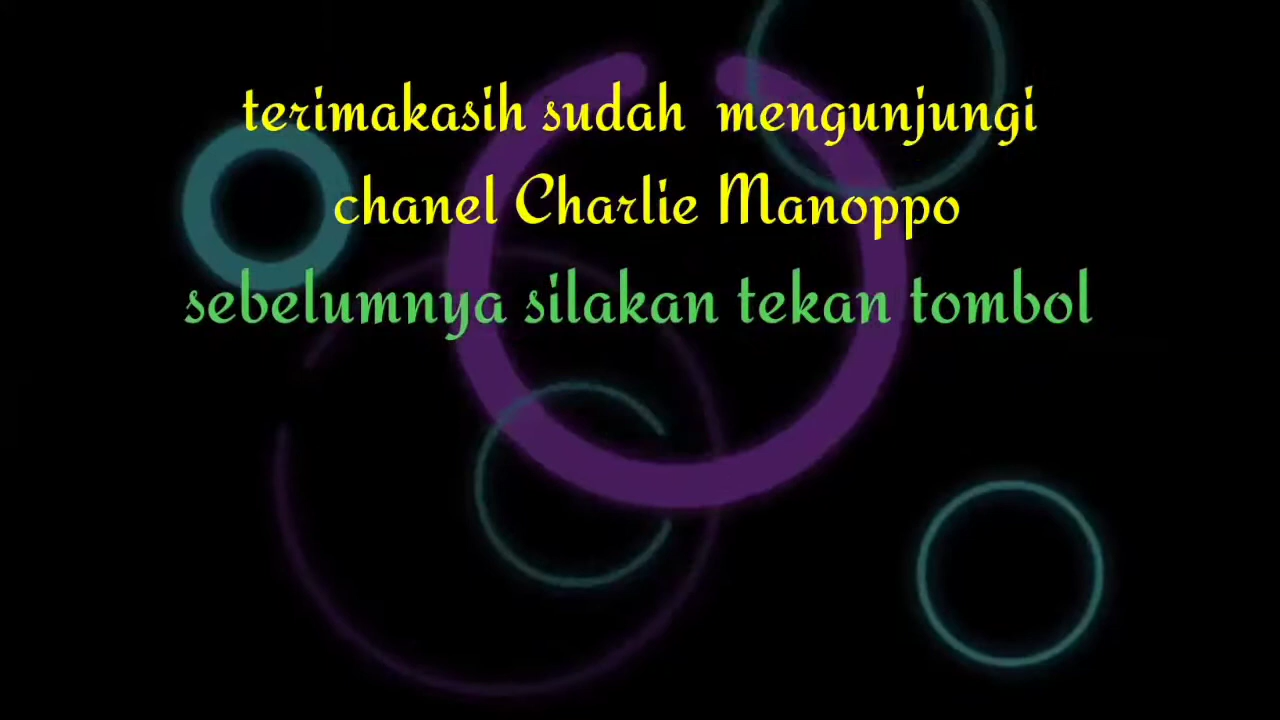 terimakasih sudah mengunjungi
chanel Charlie Manoppo
sebelumnya silakan tekan tombol